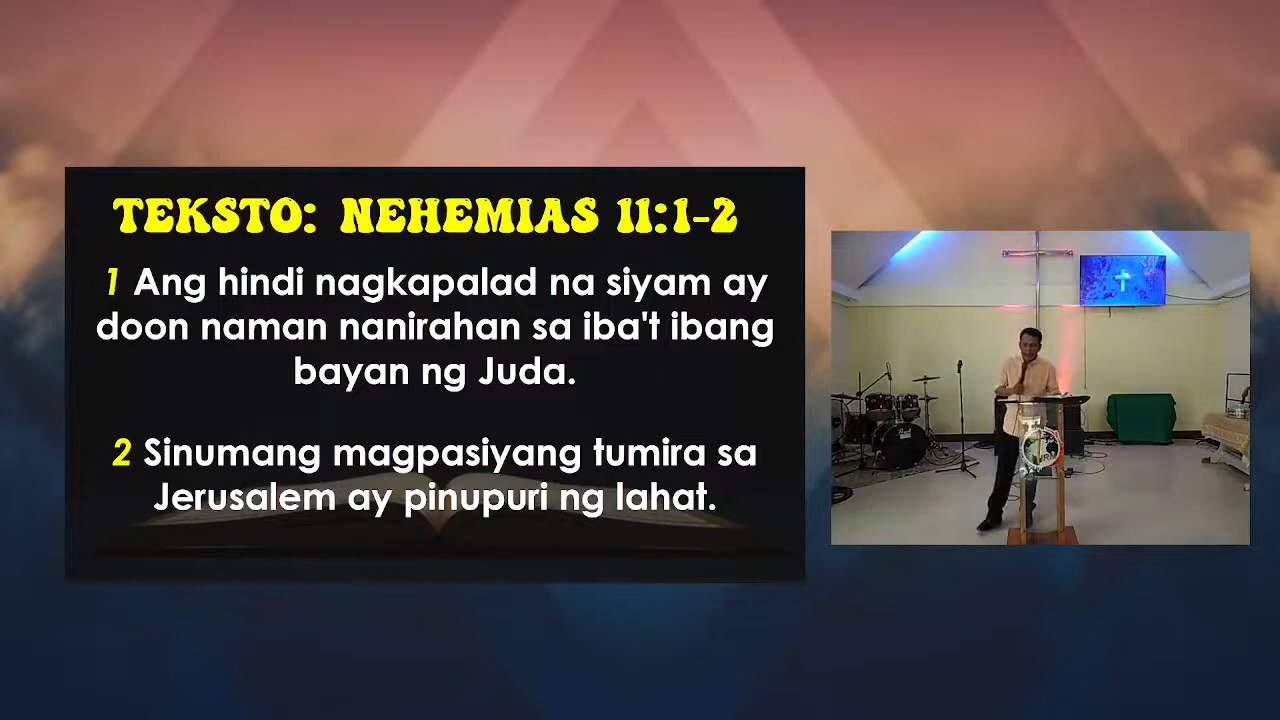 TEKSTO: NEHEMIAS 11:1-2
1 Ang hindi nagkapalad na siyam ay
doon naman nanirahan sa iba't ibang
bayan ng Juda.
2 Sinumang magpasiyang tumira sa
Jerusalem ay pinupuri ng lahat.